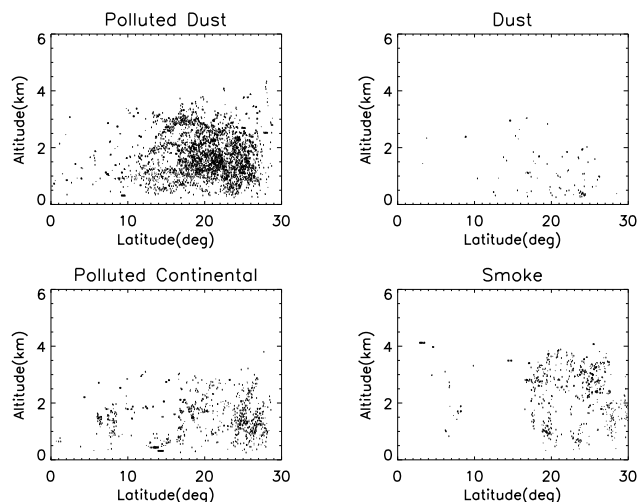 Polluted Dust
6
4
2
0
Altitude(km)
0 10 20 30
Latitude(deg)
Dust
6
4
2
0
Altitude(km)
0 10 20 30
Latitude(deg)
Polluted Continental
6
4
2
0
Altitude(km)
0 10 20 30
Latitude(deg)
Smoke
6
4
2
0
Altitude(km)
0 10 20 30
Latitude(deg)